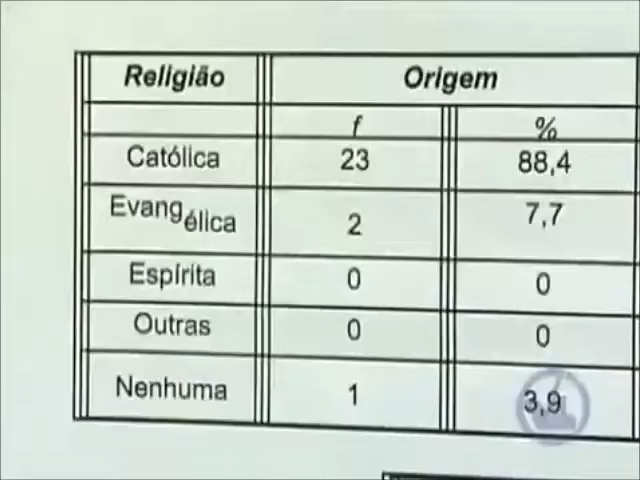 Religião Origem
f %
Católica 23 88,4
Evangélica 2 7,7
Espírita 0 0
Outras 0 0
Nenhuma 1 3,9